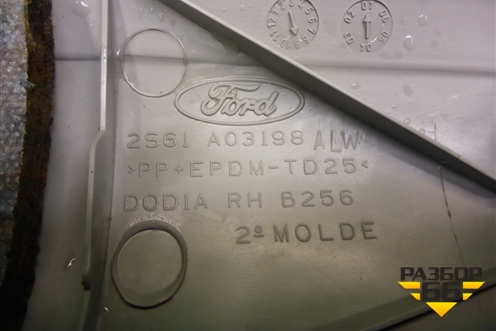 Ford
2S61 A03198 ALW
>PP+EPDM-TD25<
DODIA RH B256
2º MOLDE
РАЗБОР
66